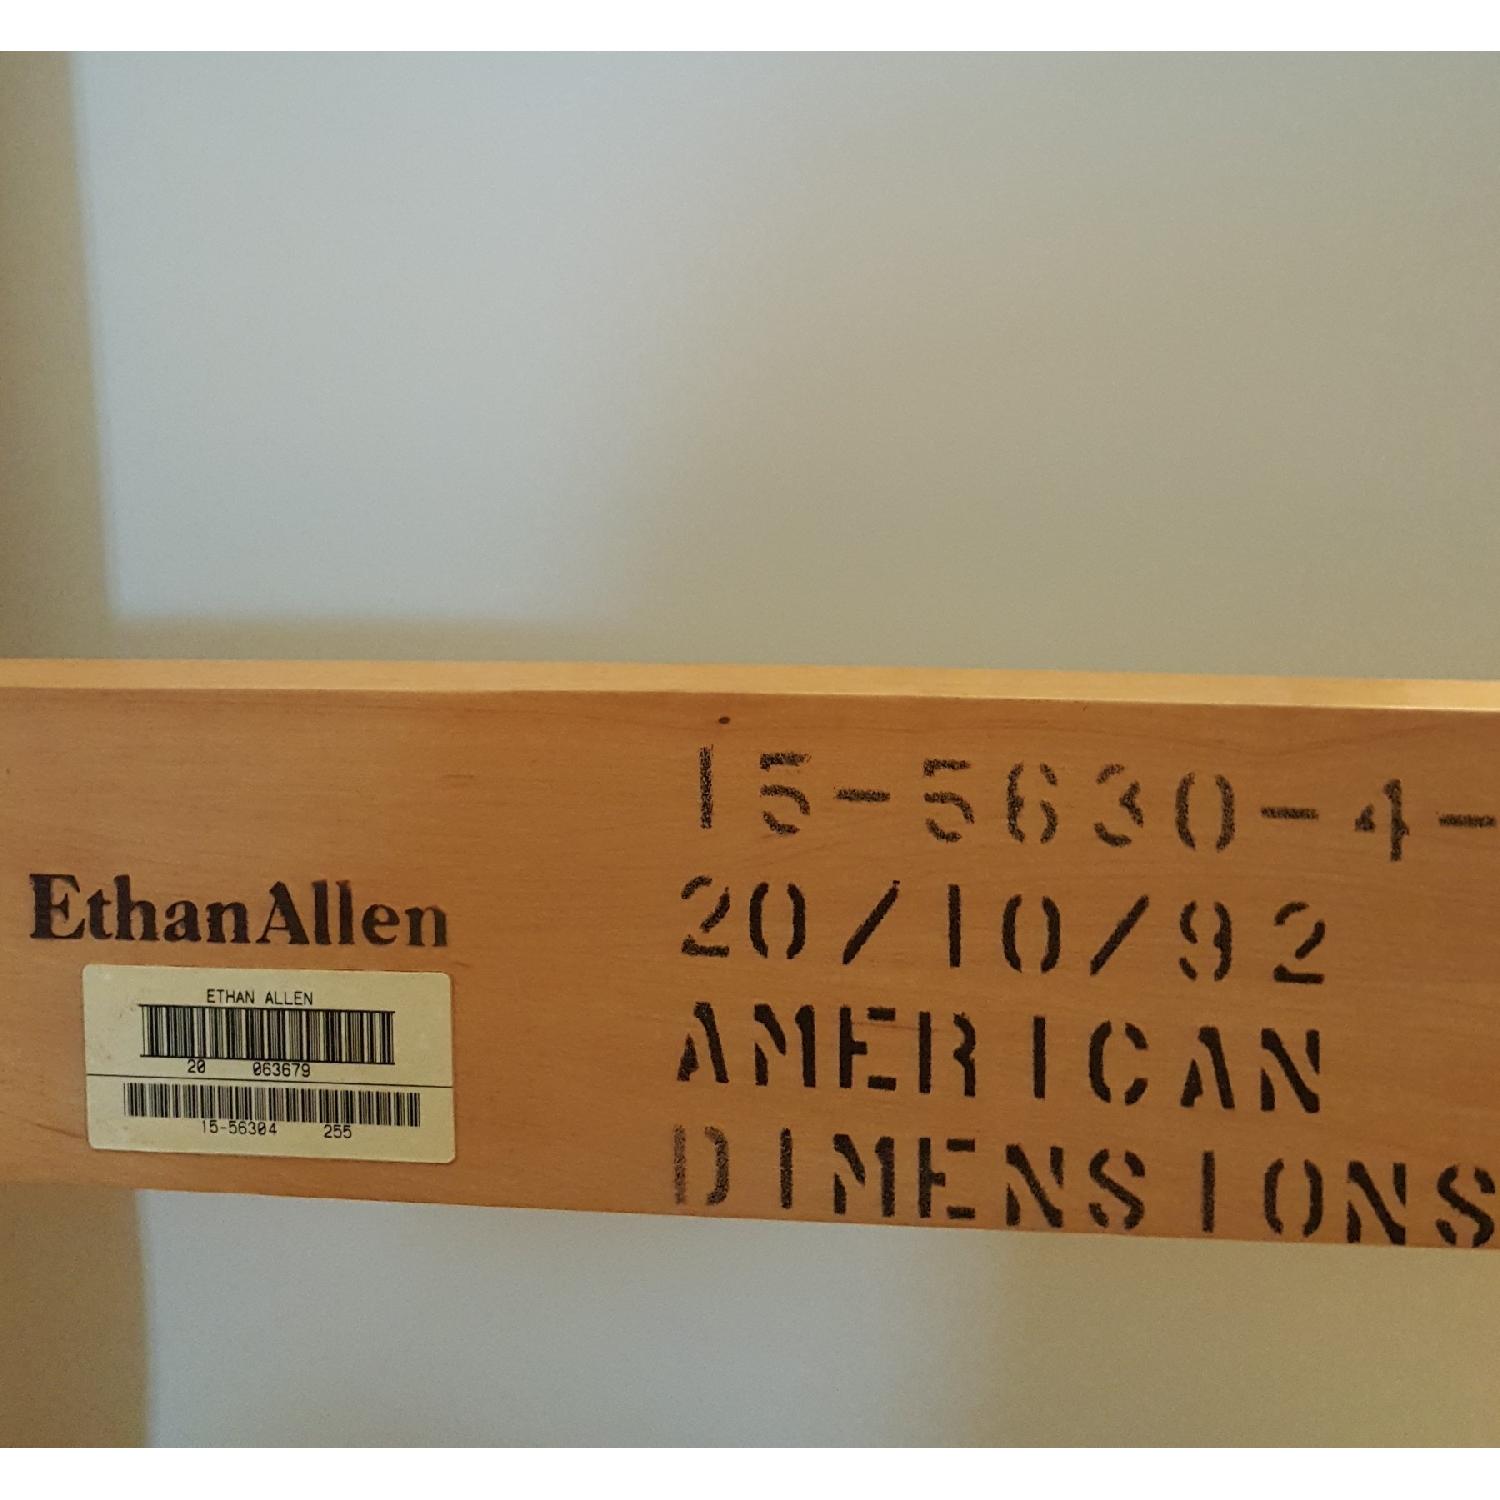 EthanAllen
ETHAN ALLEN
20 063679
15-56304 255
15-5630-4-
20/10/92
AMERICAN
DIMENSIONS